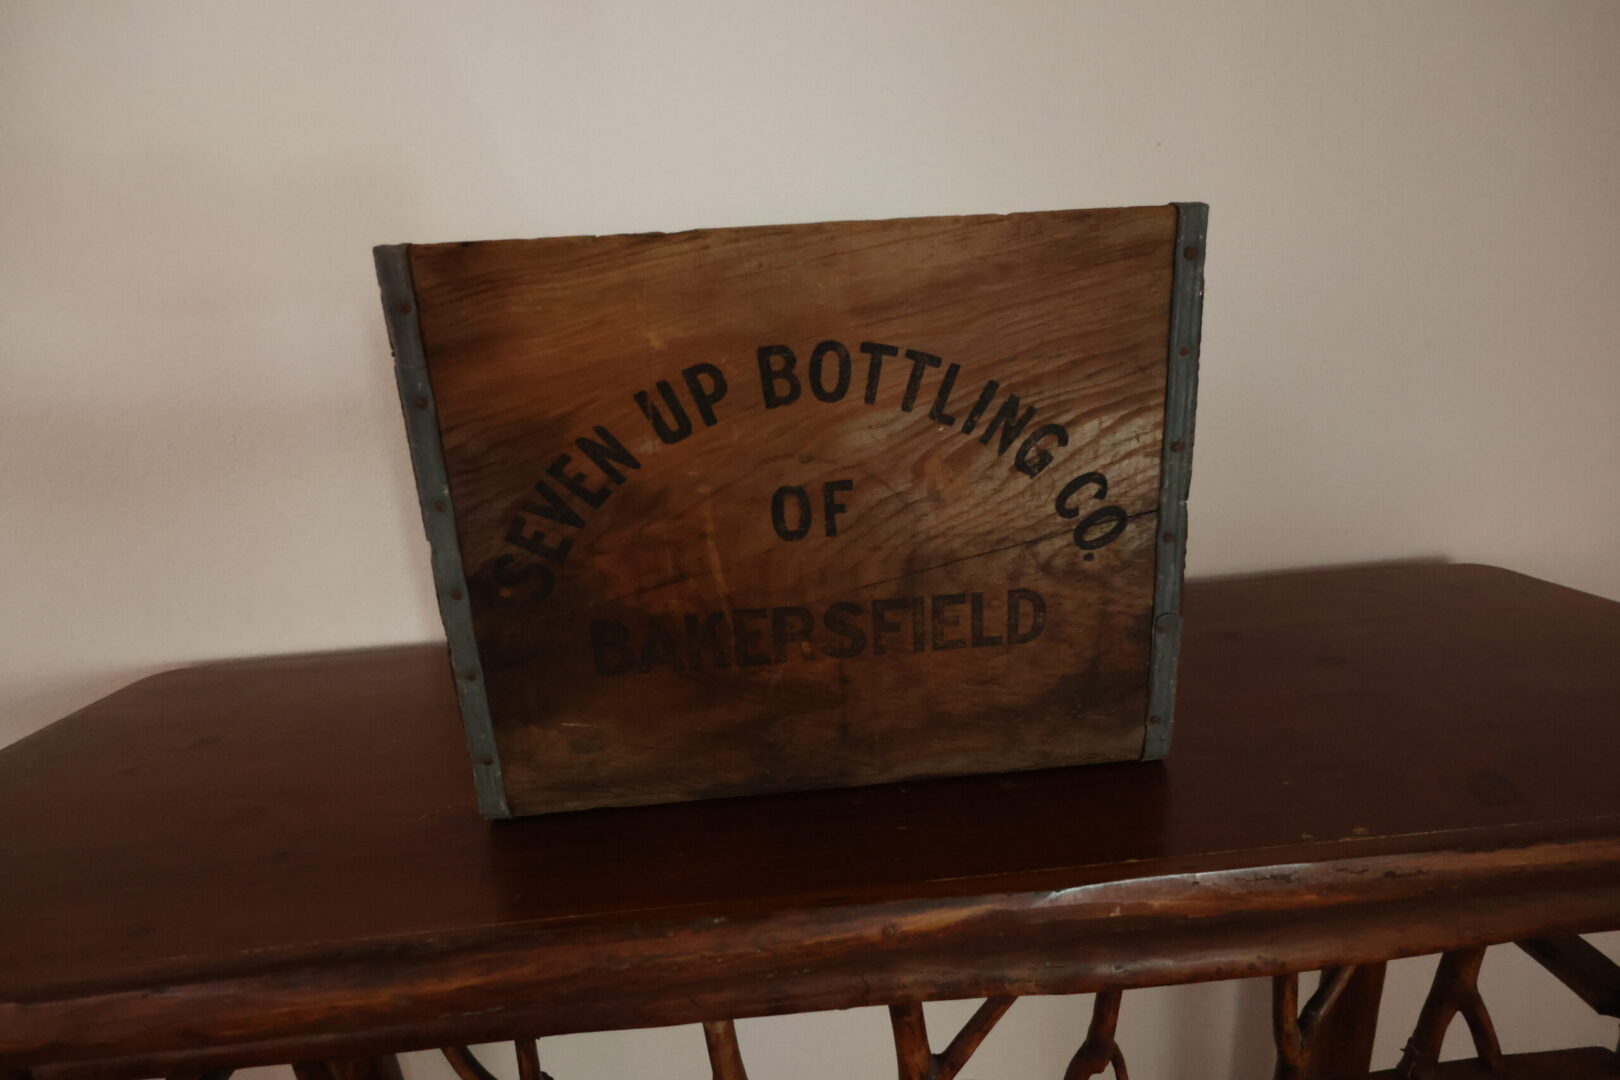 SEVEN UP BOTTLING CO.
OF
BAKERSFIELD